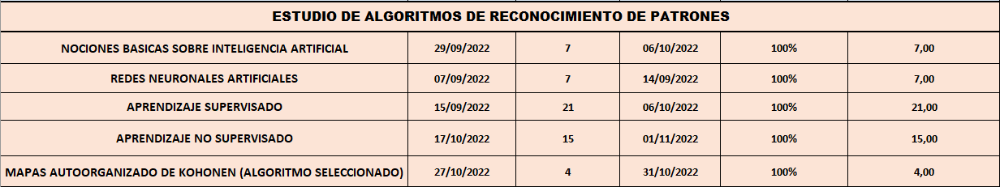 ESTUDIO DE ALGORITMOS DE RECONOCIMIENTO DE PATRONES
NOCIONES BASICAS SOBRE INTELIGENCIA ARTIFICIAL 29/09/2022 7 06/10/2022 100% 7,00
REDES NEURONALES ARTIFICIALES 07/09/2022 7 14/09/2022 100% 7,00
APRENDIZAJE SUPERVISADO 15/09/2022 21 06/10/2022 100% 21,00
APRENDIZAJE NO SUPERVISADO 17/10/2022 15 01/11/2022 100% 15,00
MAPAS AUTOORGANIZADO DE KOHONEN (ALGORITMO SELECCIONADO) 27/10/2022 4 31/10/2022 100% 4,00